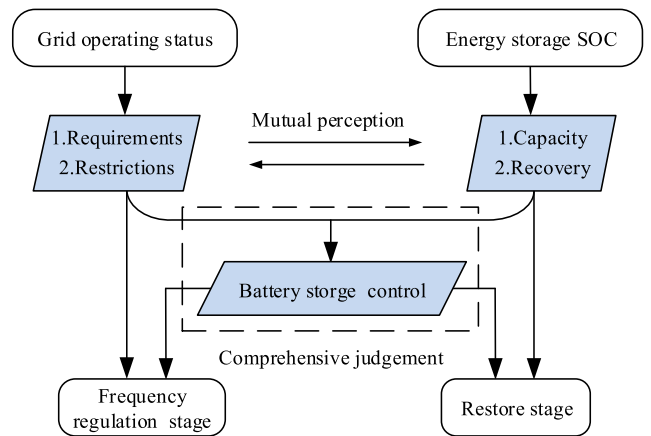 Grid operating status
Energy storage SOC
1.Requirements
2.Restrictions
Mutual perception
1.Capacity
2.Recovery
Battery storge control
Comprehensive judgement
Frequency
regulation stage
Restore stage